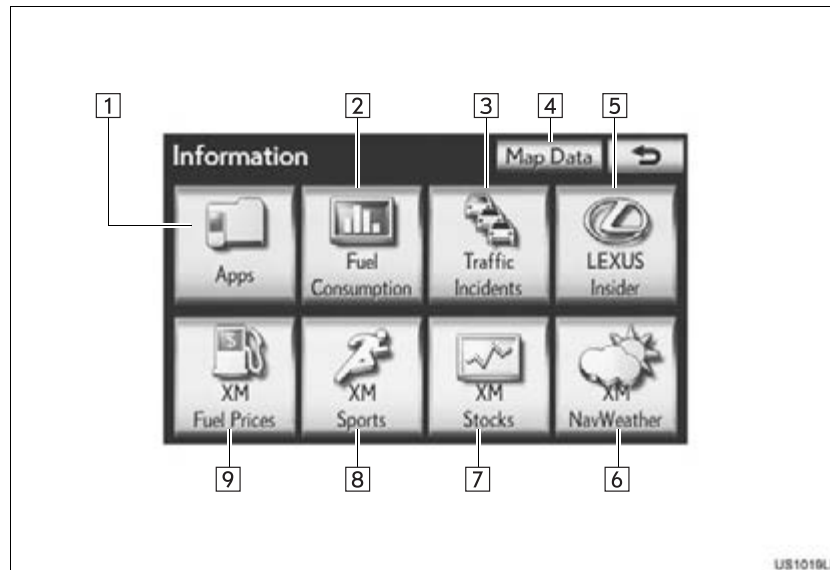 1
2
3
4
5
Information
Map Data
Apps
Fuel
Consumption
Traffic
Incidents
LEXUS
Insider
$
XM
Fuel Prices
XM
Sports
XM
Stocks
XM
NavWeather
9
8
7
6